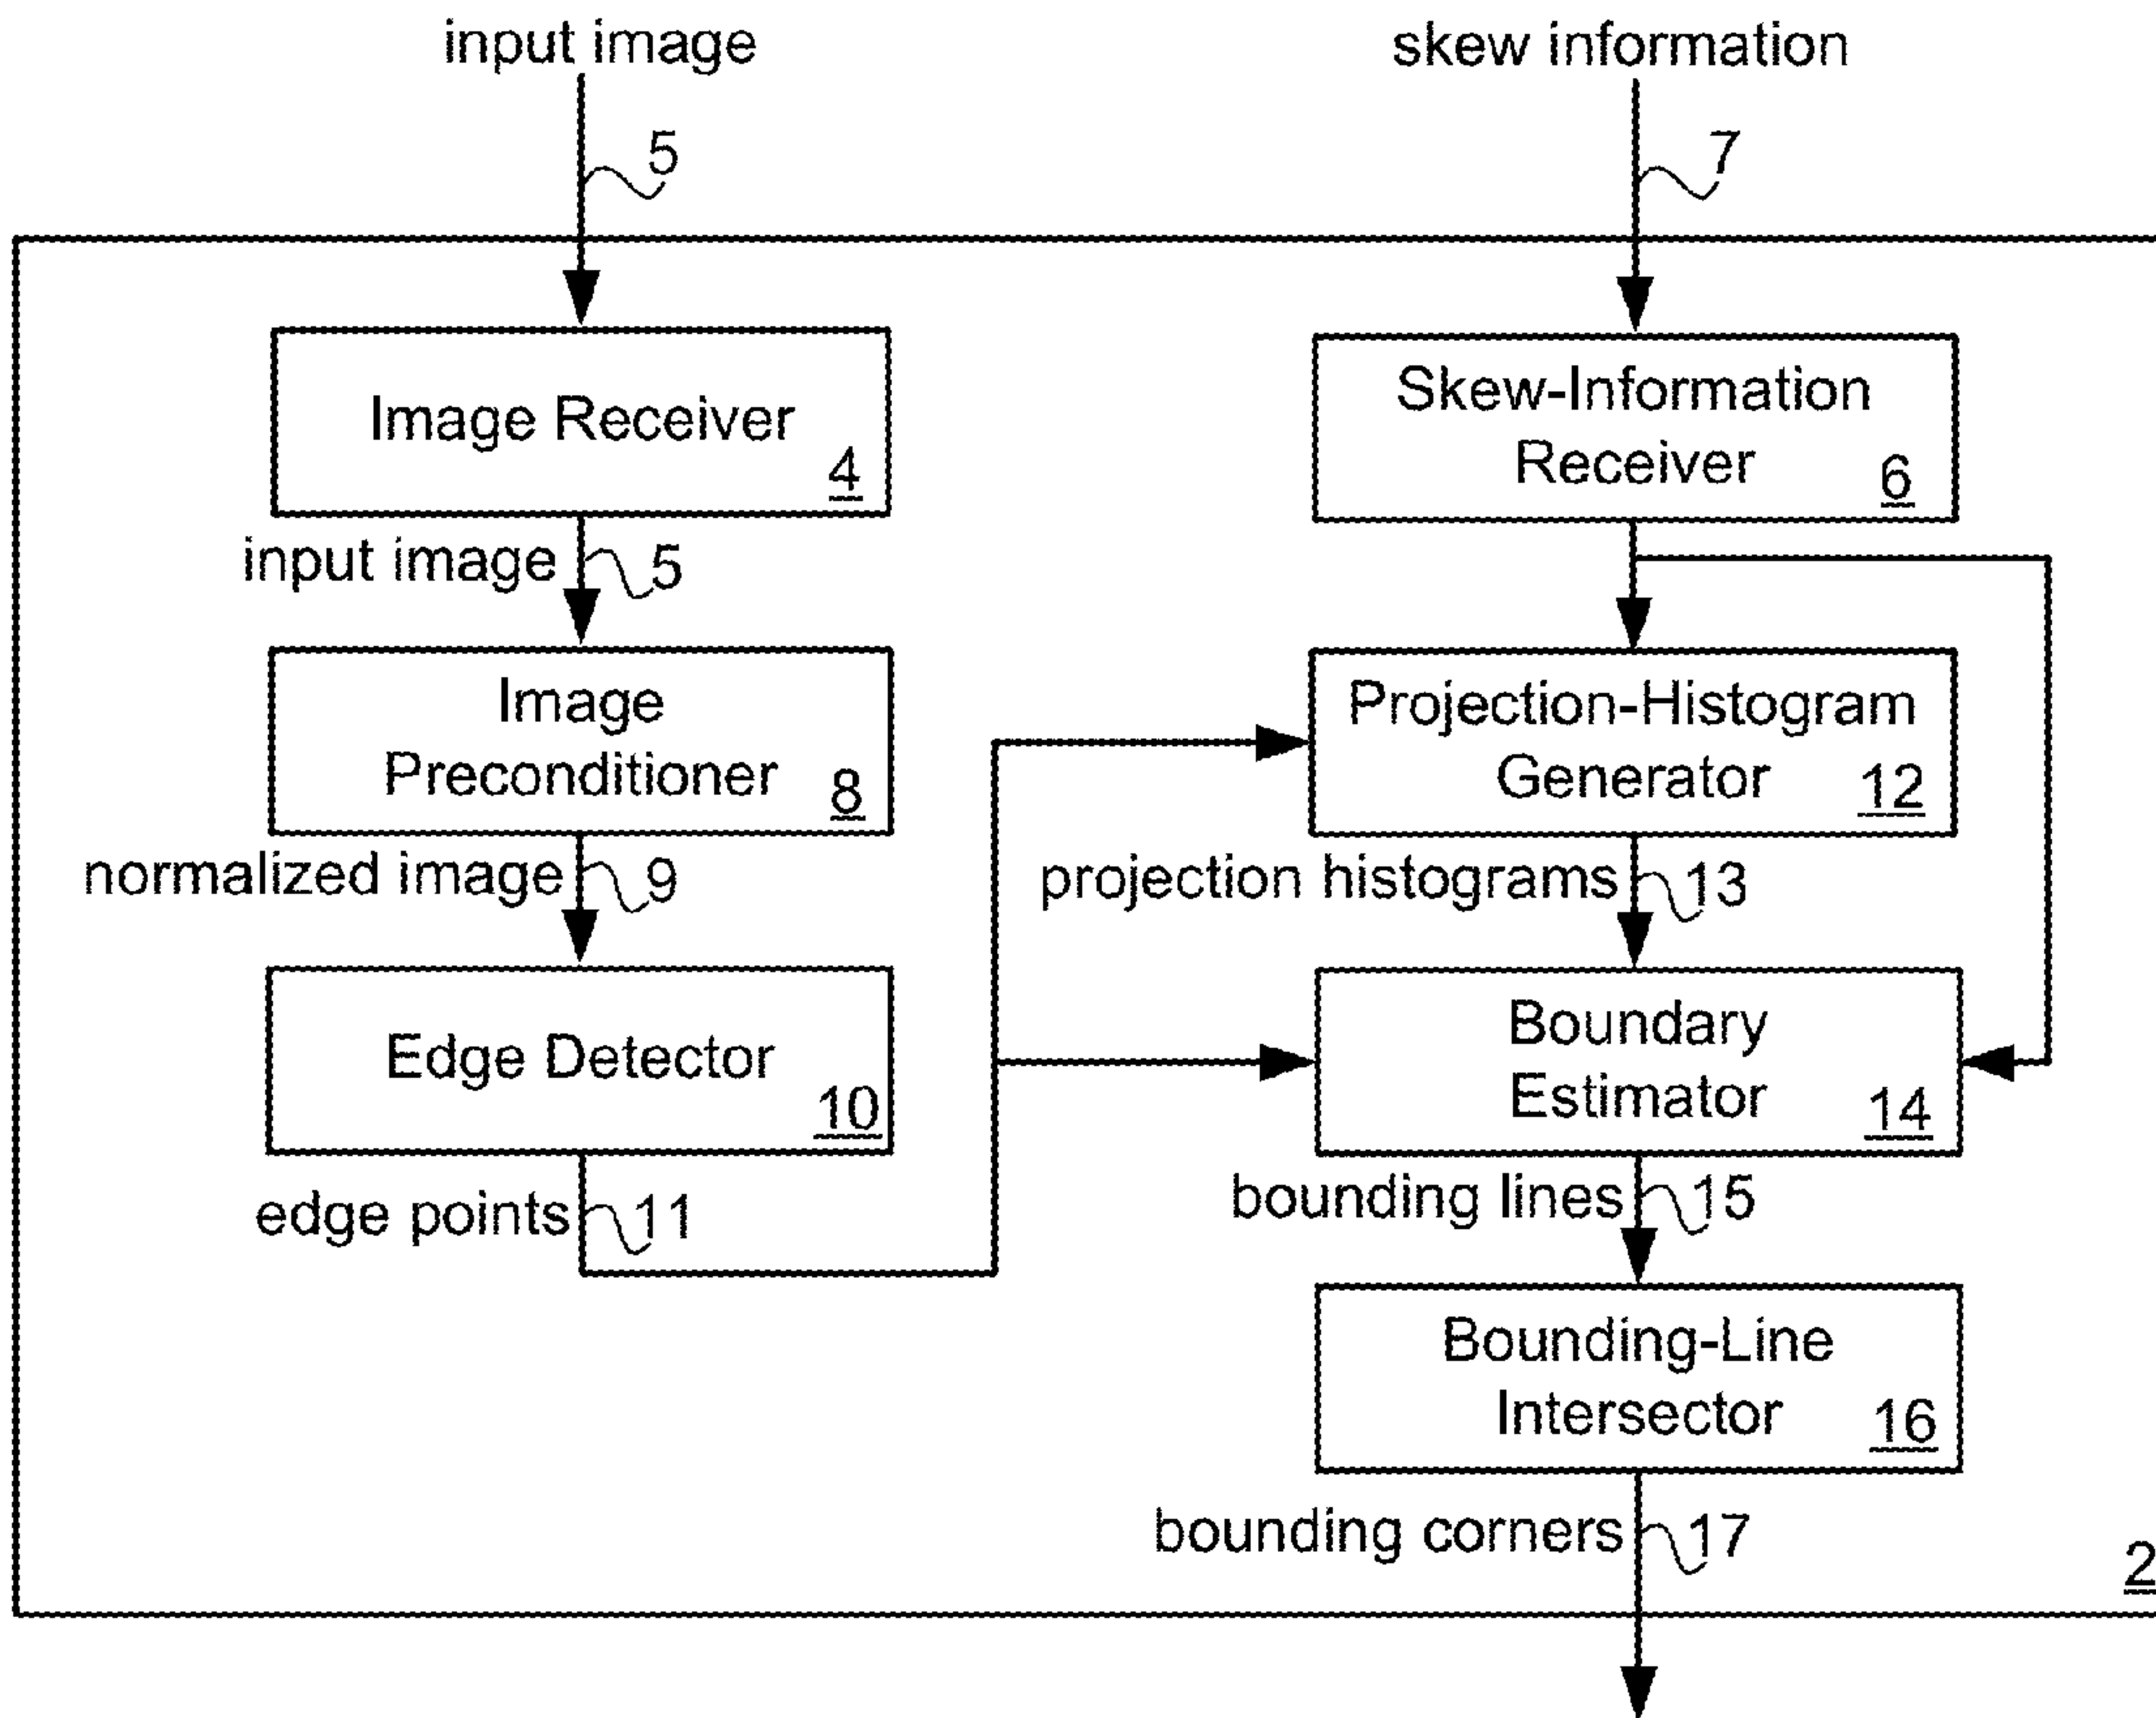 input image
5
skew information
7
Image Receiver
4
input image
5
Image
Preconditioner
8
normalized image
9
Edge Detector
10
edge points
11
Skew-Information
Receiver
6
Projection-Histogram
Generator
12
projection histograms
13
Boundary
Estimator
14
bounding lines
15
Bounding-Line
Intersector
16
bounding corners
17
2